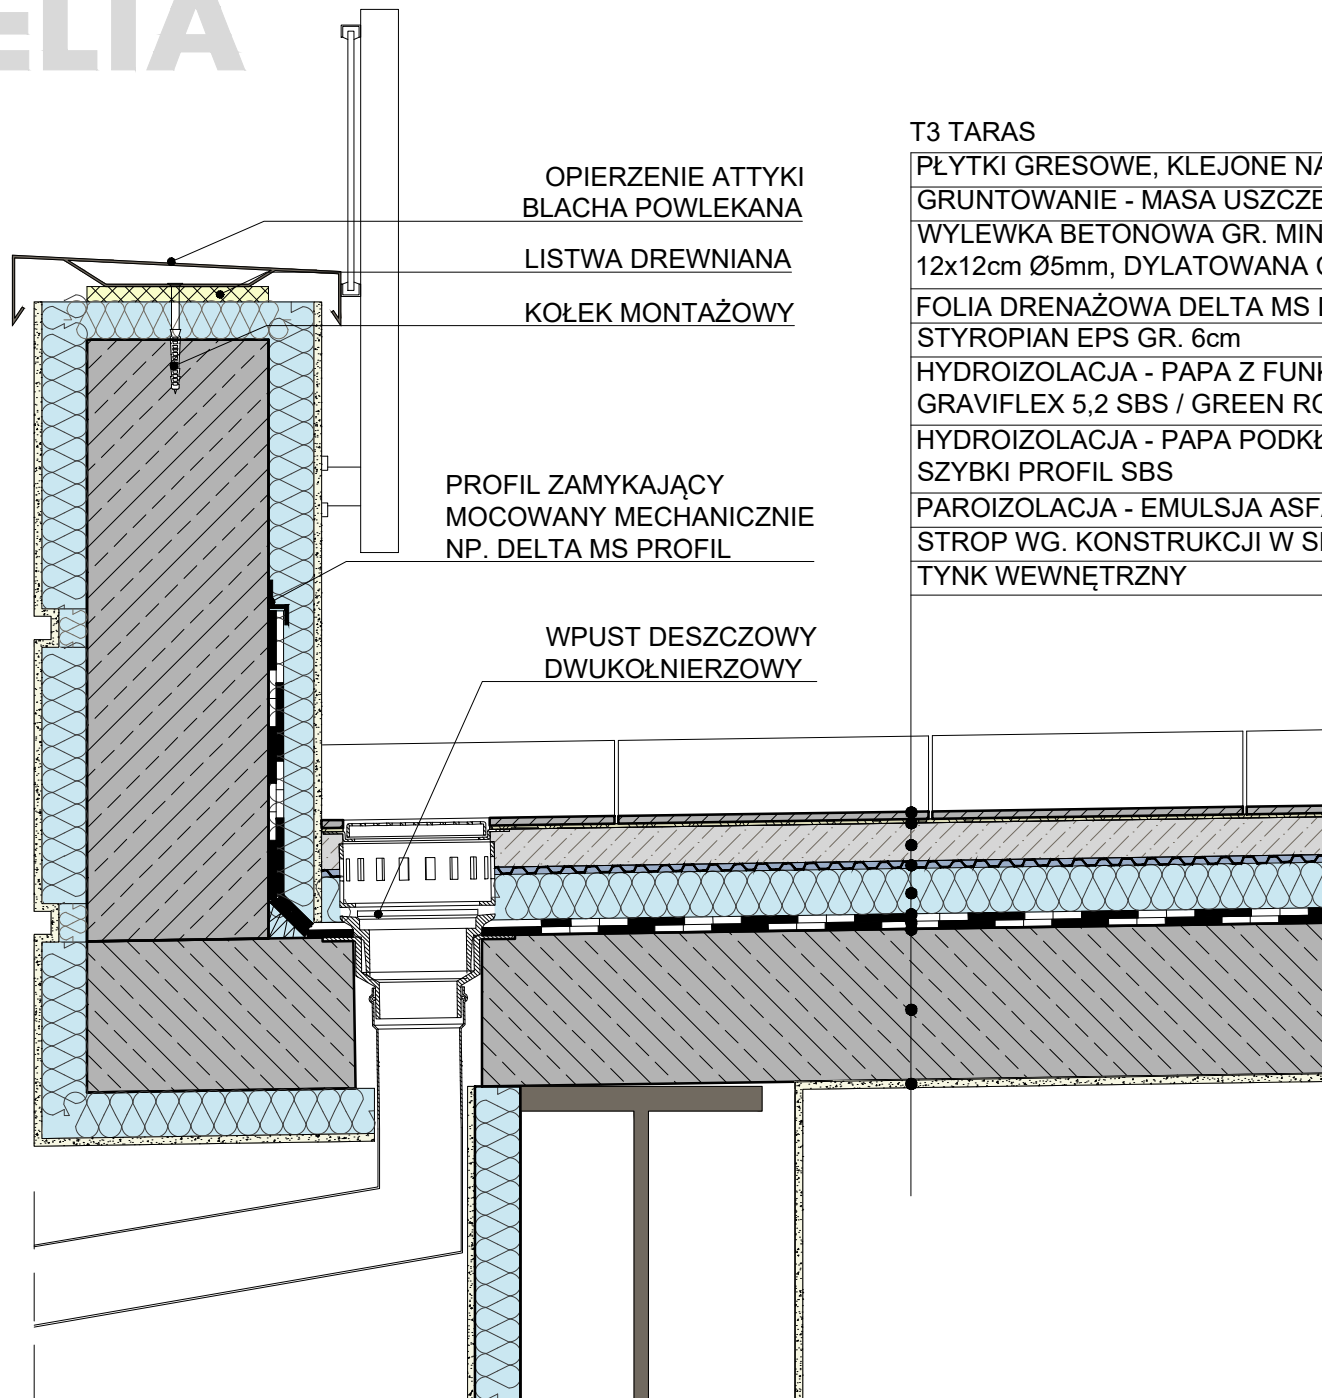 ELIA
OPIERZENIE ATTYKI
BLACHA POWLEKANA
LISTWA DREWNIANA
KOŁEK MONTAŻOWY
PROFIL ZAMYKAJĄCY
MOCOWANY MECHANICZNIE
NP. DELTA MS PROFIL
WPUST DESZCZOWY
DWUKOŁNIERZOWY
T3 TARAS
PŁYTKI GRESOWE, KLEJONE NA
GRUNTOWANIE - MASA USZCZE
WYLEWKA BETONOWA GR. MIN
12x12cm Ø5mm, DYLATOWANA
FOLIA DRENAŻOWA DELTA MS
STYROPIAN EPS GR. 6cm
HYDROIZOLACJA - PAPA Z FUN
GRAVIFLEX 5,2 SBS / GREEN RO
HYDROIZOLACJA - PAPA PODKŁ
SZYBKI PROFIL SBS
PAROIZOLACJA - EMULSJA ASF
STROP WG. KONSTRUKCJI W S
TYNK WEWNĘTRZNY